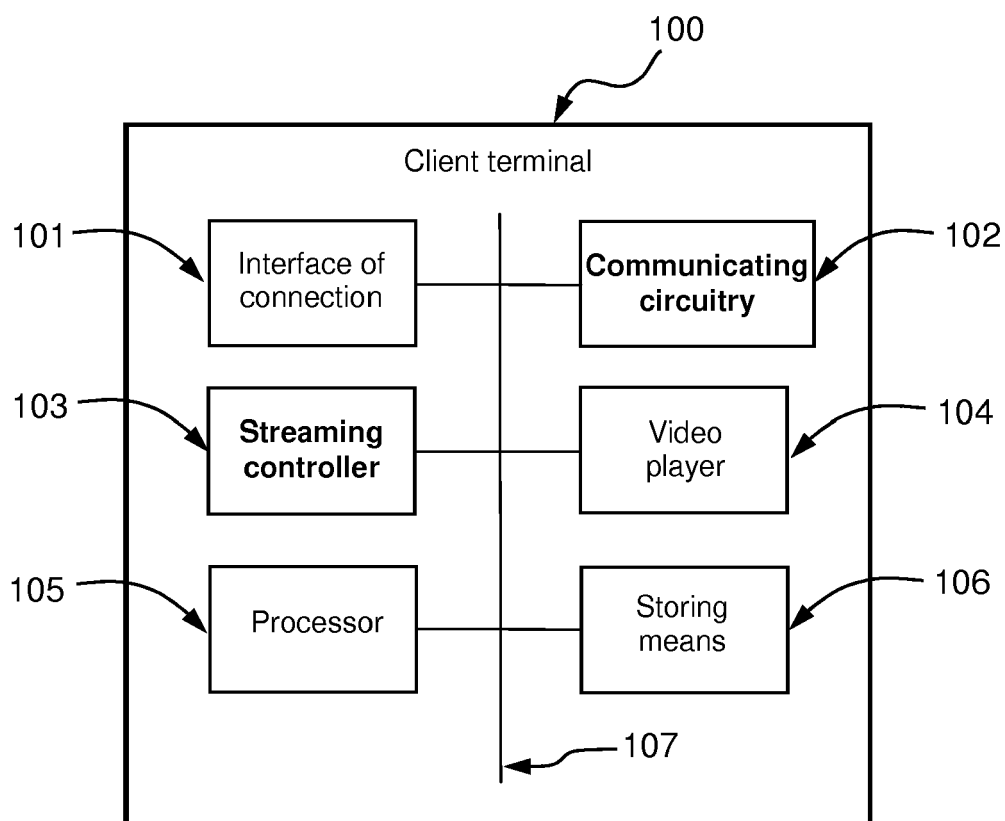 100
Client terminal
101
Interface of
connection
Communicating
circuitry
102
103
Streaming
controller
Video
player
104
105
Processor
Storing
means
106
107